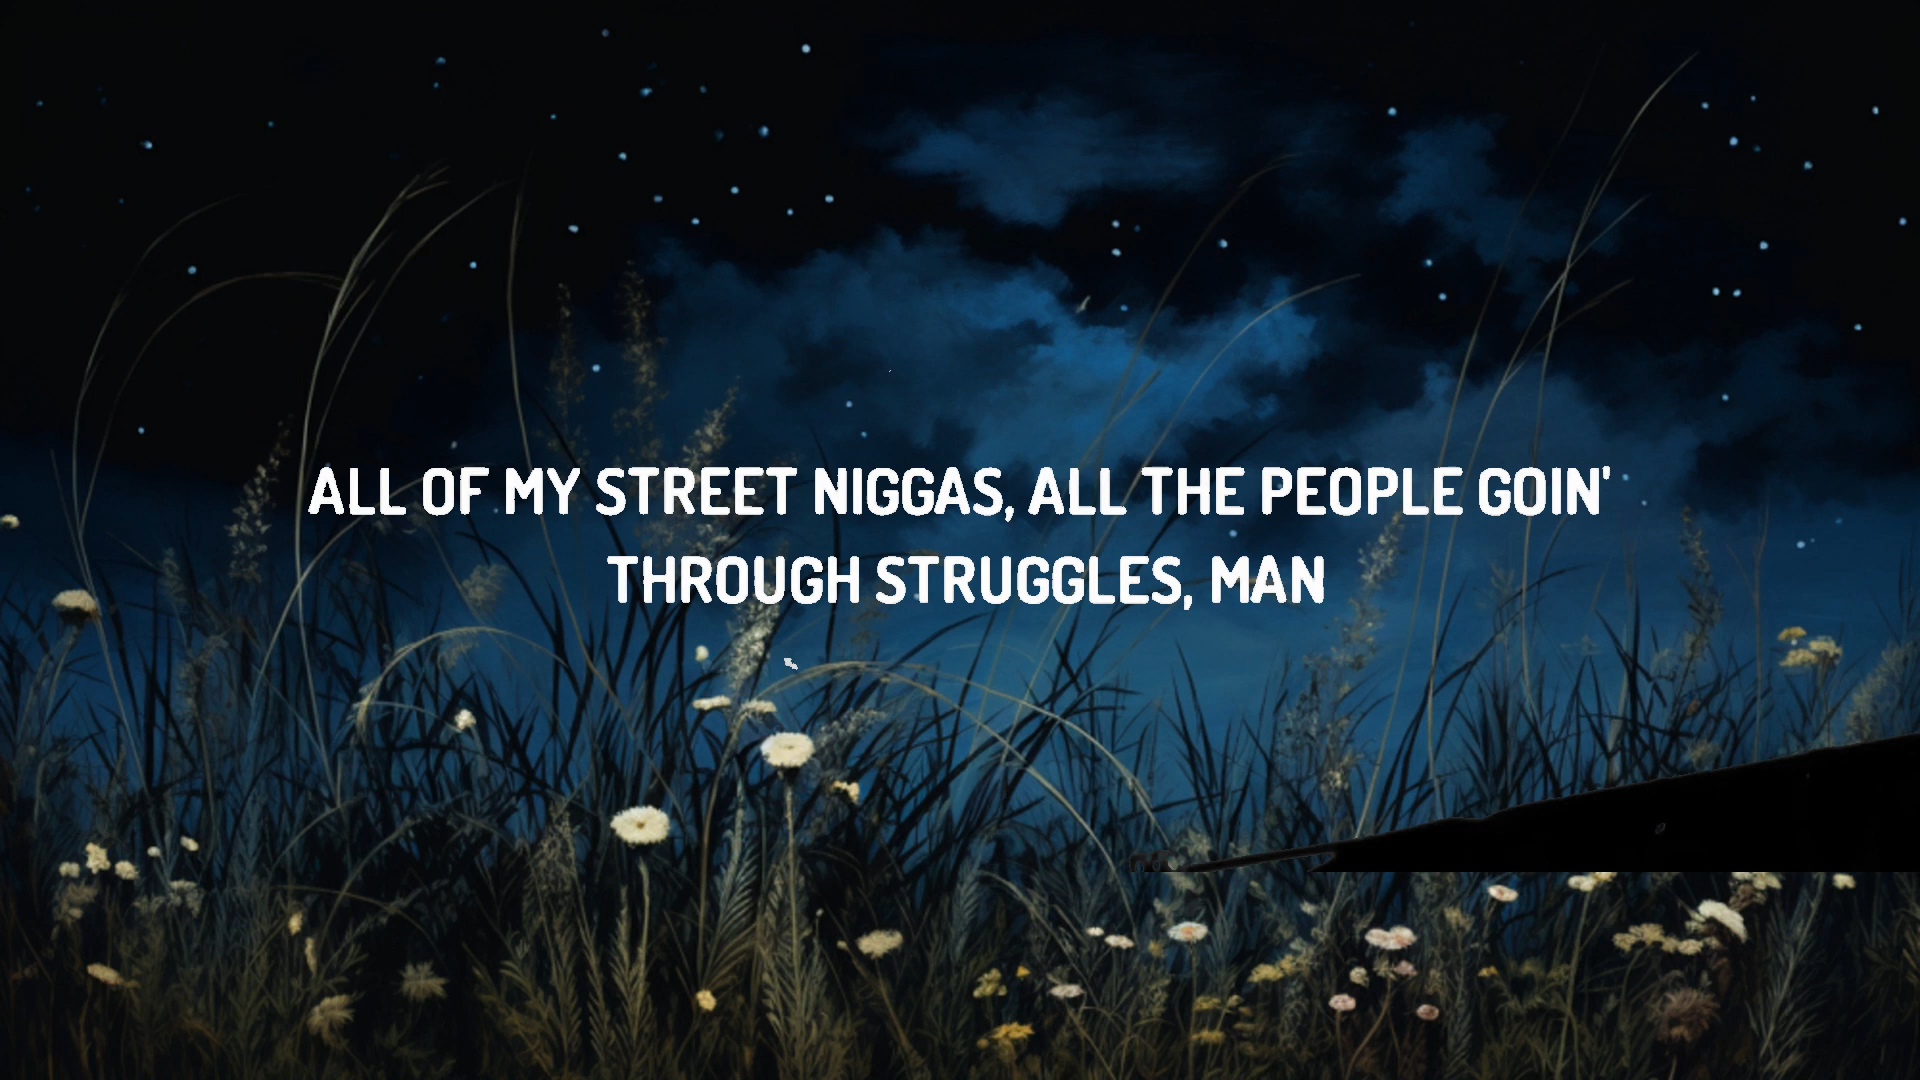 ALL OF MY STREET NIGGAS, ALL THE PEOPLE GOIN'
THROUGH STRUGGLES, MAN